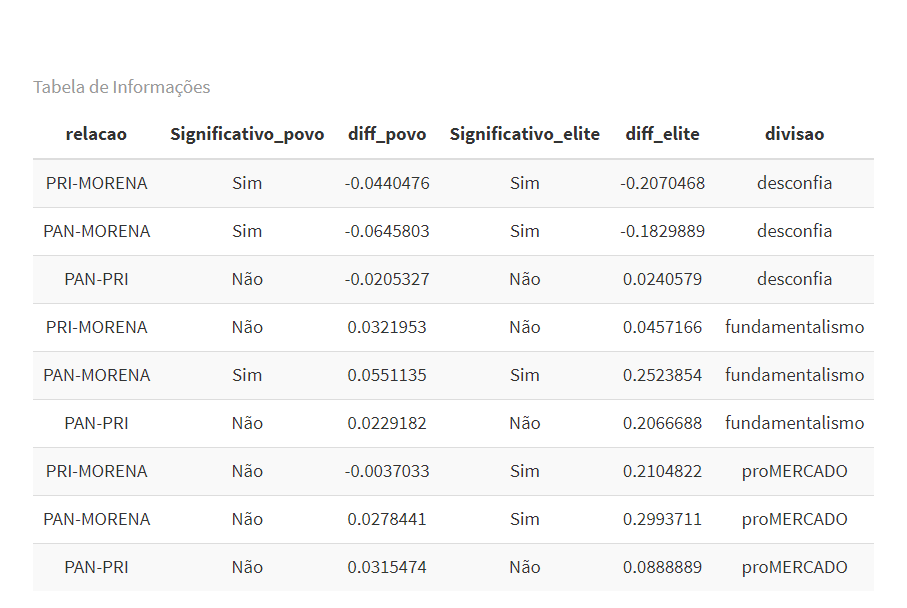 Tabela de Informações
relacao Significativo_povo diff_povo Significativo_elite diff_elite divisao
PRI-MORENA Sim -0.0440476 Sim -0.2070468 desconfia
PAN-MORENA Sim -0.0645803 Sim -0.1829889 desconfia
PAN-PRI Não -0.0205327 Não 0.0240579 desconfia
PRI-MORENA Não 0.0321953 Não 0.0457166 fundamentalismo
PAN-MORENA Sim 0.0551135 Sim 0.2523854 fundamentalismo
PAN-PRI Não 0.0229182 Não 0.2066688 fundamentalismo
PRI-MORENA Não -0.0037033 Sim 0.2104822 proMERCADO
PAN-MORENA Não 0.0278441 Sim 0.2993711 proMERCADO
PAN-PRI Não 0.0315474 Não 0.0888889 proMERCADO